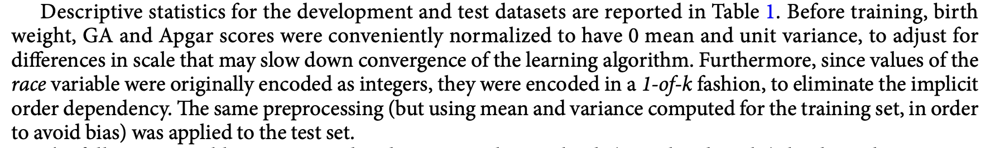 Descriptive statistics for the development and test datasets are reported in Table 1. Before training, birth
weight, GA and Apgar scores were conveniently normalized to have 0 mean and unit variance, to adjust for
differences in scale that may slow down convergence of the learning algorithm. Furthermore, since values of the
race variable were originally encoded as integers, they were encoded in a 1-of-k fashion, to eliminate the implicit
order dependency. The same preprocessing (but using mean and variance computed for the training set, in order
to avoid bias) was applied to the test set.